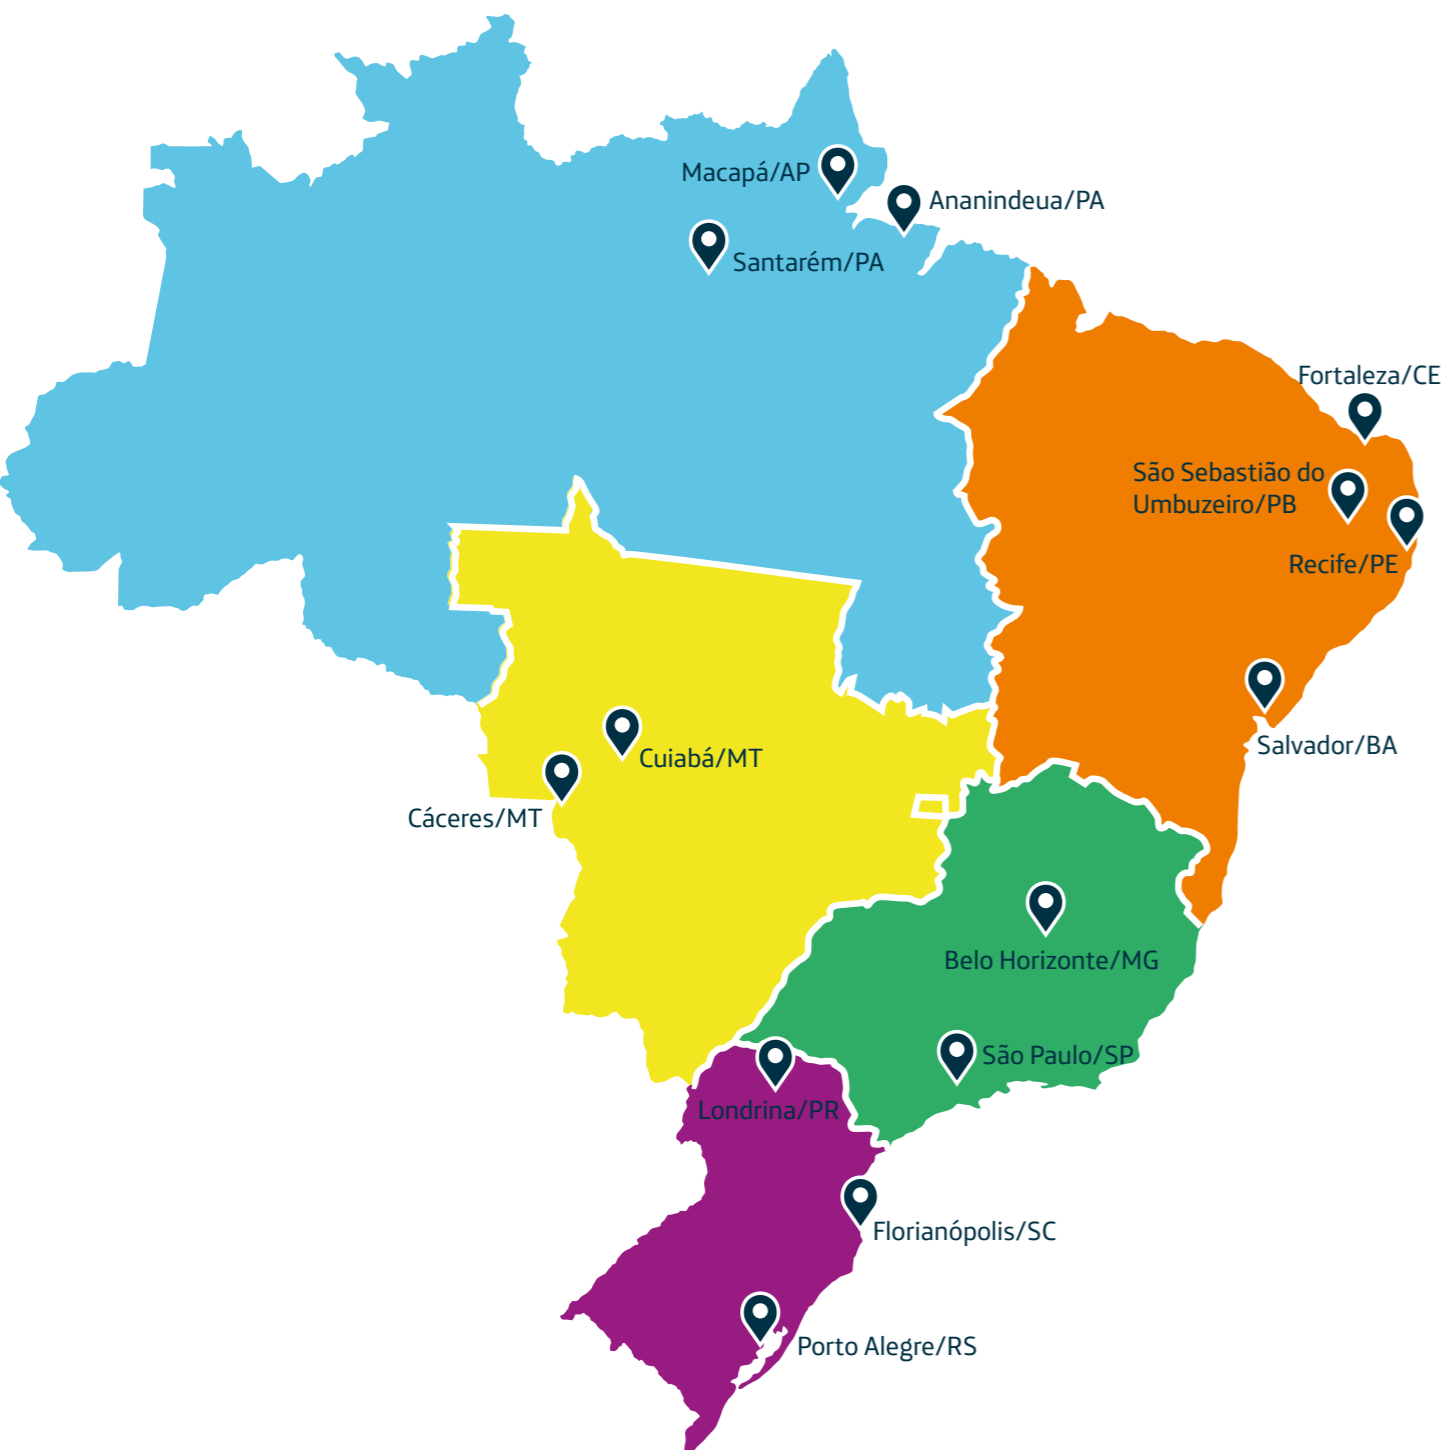 Macapá/AP
Ananindeua/PA
Santarém/PA
Fortaleza/CE
São Sebastião do
Umbuzeiro/PB
Recife/PE
Salvador/BA
Cuiabá/MT
Cáceres/MT
Belo Horizonte/MG
São Paulo/SP
Londrina/PR
Florianópolis/SC
Porto Alegre/RS